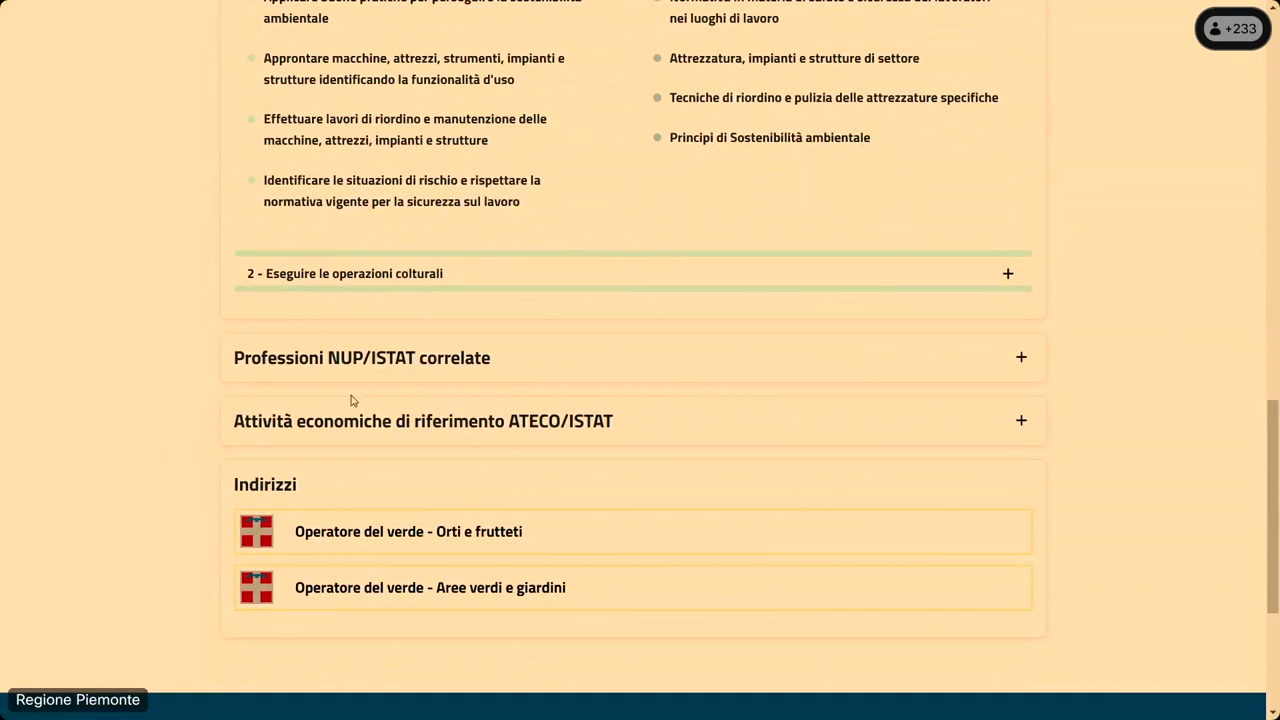 ambientale
nei luoghi di lavoro
Approntare macchine, attrezzi, strumenti, impianti e
strutture identificando la funzionalità d'uso
Attrezzatura, impianti e strutture di settore
Tecniche di riordino e pulizia delle attrezzature specifiche
Effettuare lavori di riordino e manutenzione delle
macchine, attrezzi, impianti e strutture
Principi di Sostenibilità ambientale
Identificare le situazioni di rischio e rispettare la
normativa vigente per la sicurezza sul lavoro
2 - Eseguire le operazioni colturali
Professioni NUP/ISTAT correlate
Attività economiche di riferimento ATECO/ISTAT
Indirizzi
Operatore del verde - Orti e frutteti
Operatore del verde - Aree verdi e giardini
+233
Regione Piemonte